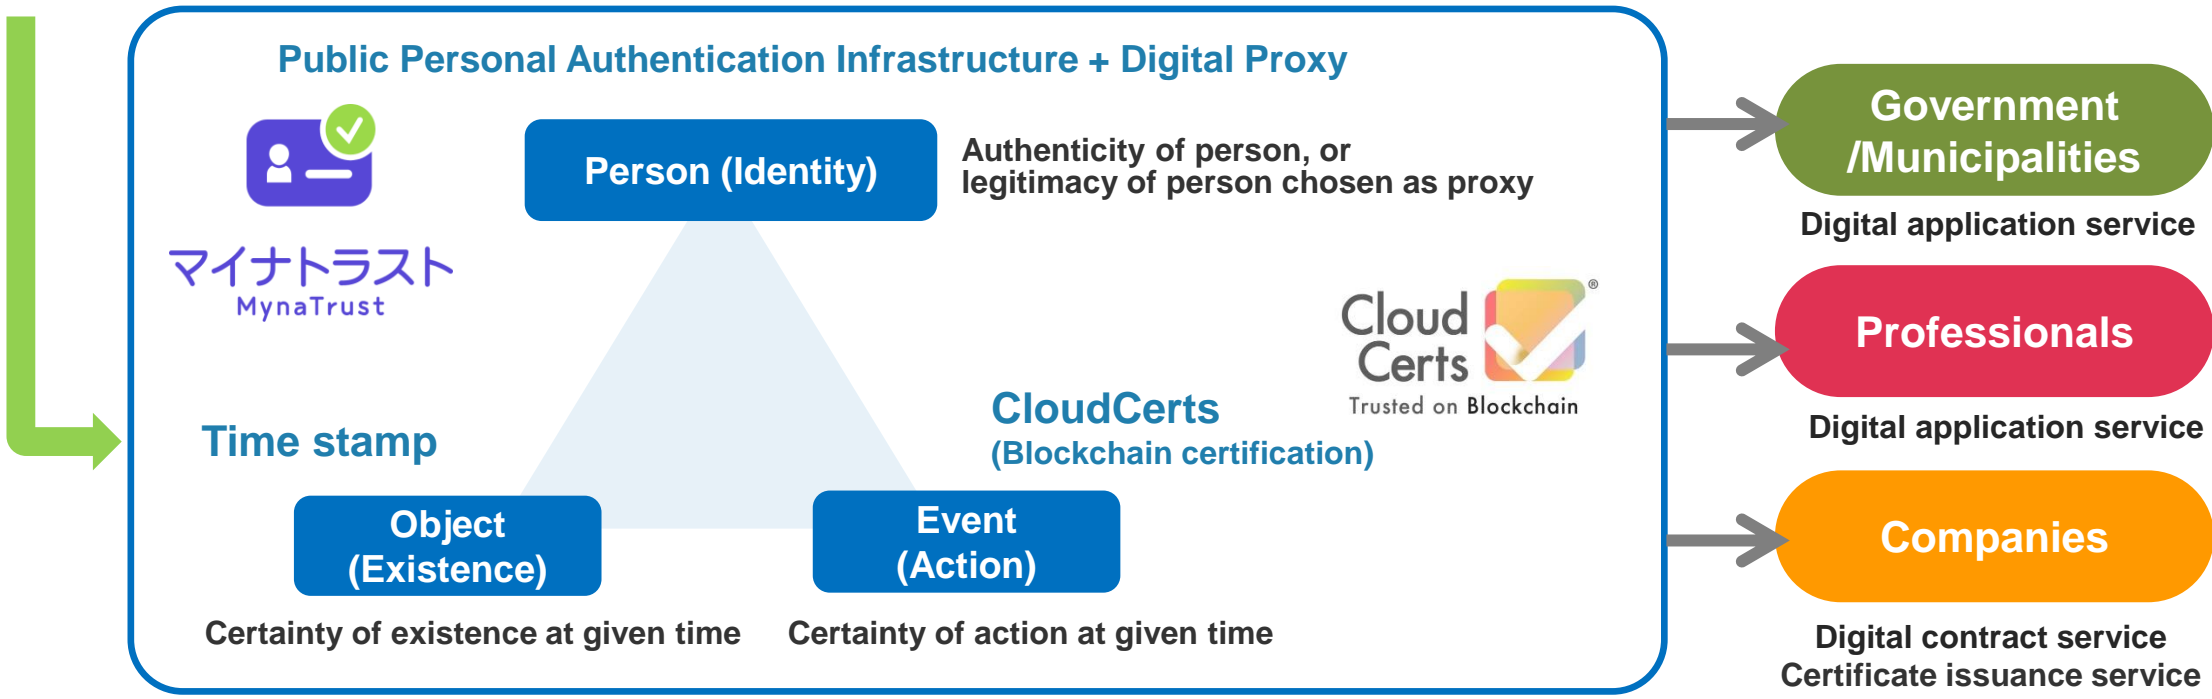 Public Personal Authentication Infrastructure + Digital Proxy
Person (Identity)
Authenticity of person, or
legitimacy of person chosen as proxy
マイナトラスト
MynaTrust
Cloud
Certs
®
Trusted on Blockchain
Time stamp
CloudCerts
(Blockchain certification)
Object
(Existence)
Certainty of existence at given time
Event
(Action)
Certainty of action at given time
Government
/Municipalities
Digital application service
Professionals
Digital application service
Companies
Digital contract service
Certificate issuance service